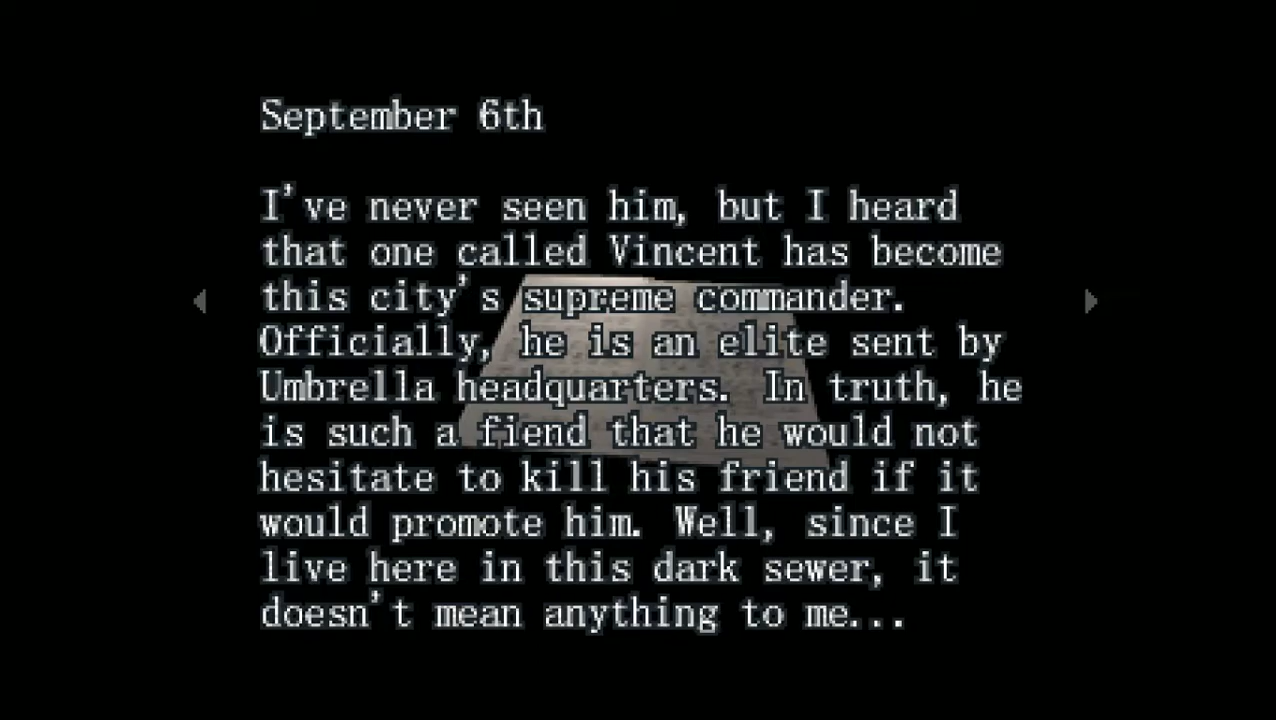 September 6th
I've never seen him, but I heard
that one called Vincent has become
this city's supreme commander.
Officially, he is an elite sent by
Umbrella headquarters. In truth, he
is such a fiend that he would not
hesitate to kill his friend if it
would promote him. Well, since I
live here in this dark sewer, it
doesn't mean anything to me...